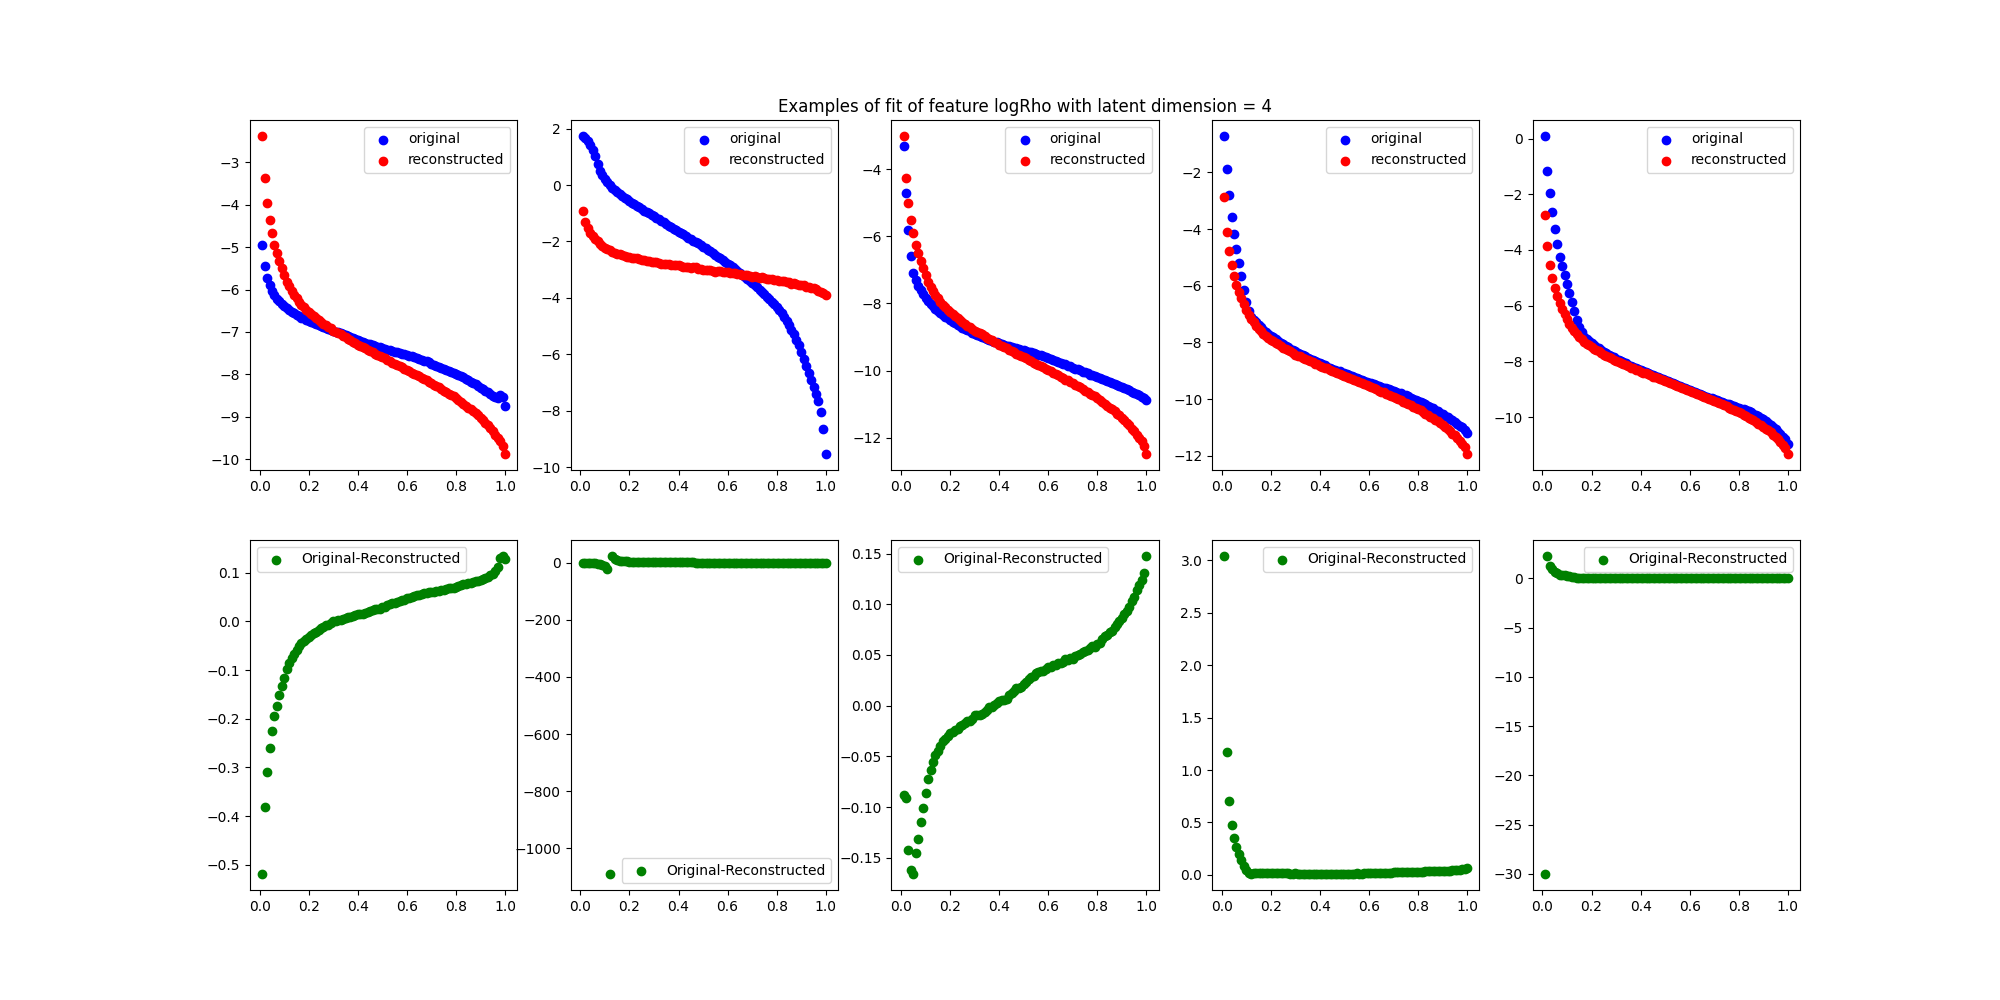 Examples of fit of feature logRho with latent dimension = 4
original
reconstructed
−3
−4
−5
−6
−7
−8
−9
−10
0.0 0.2 0.4 0.6 0.8 1.0
original
reconstructed
2
0
−2
−4
−6
−8
−10
0.0 0.2 0.4 0.6 0.8 1.0
original
reconstructed
−4
−6
−8
−10
−12
0.0 0.2 0.4 0.6 0.8 1.0
original
reconstructed
−2
−4
−6
−8
−10
−12
0.0 0.2 0.4 0.6 0.8 1.0
original
reconstructed
0
−2
−4
−6
−8
−10
0.0 0.2 0.4 0.6 0.8 1.0
Original-Reconstructed
0.1
0.0
−0.1
−0.2
−0.3
−0.4
−0.5
0.0 0.2 0.4 0.6 0.8 1.0
0
−200
−400
−600
−800
−1000
Original-Reconstructed
0.0 0.2 0.4 0.6 0.8 1.0
Original-Reconstructed
0.15
0.10
0.05
0.00
−0.05
−0.10
−0.15
0.0 0.2 0.4 0.6 0.8 1.0
Original-Reconstructed
3.0
2.5
2.0
1.5
1.0
0.5
0.0
0.0 0.2 0.4 0.6 0.8 1.0
Original-Reconstructed
0
−5
−10
−15
−20
−25
−30
0.0 0.2 0.4 0.6 0.8 1.0